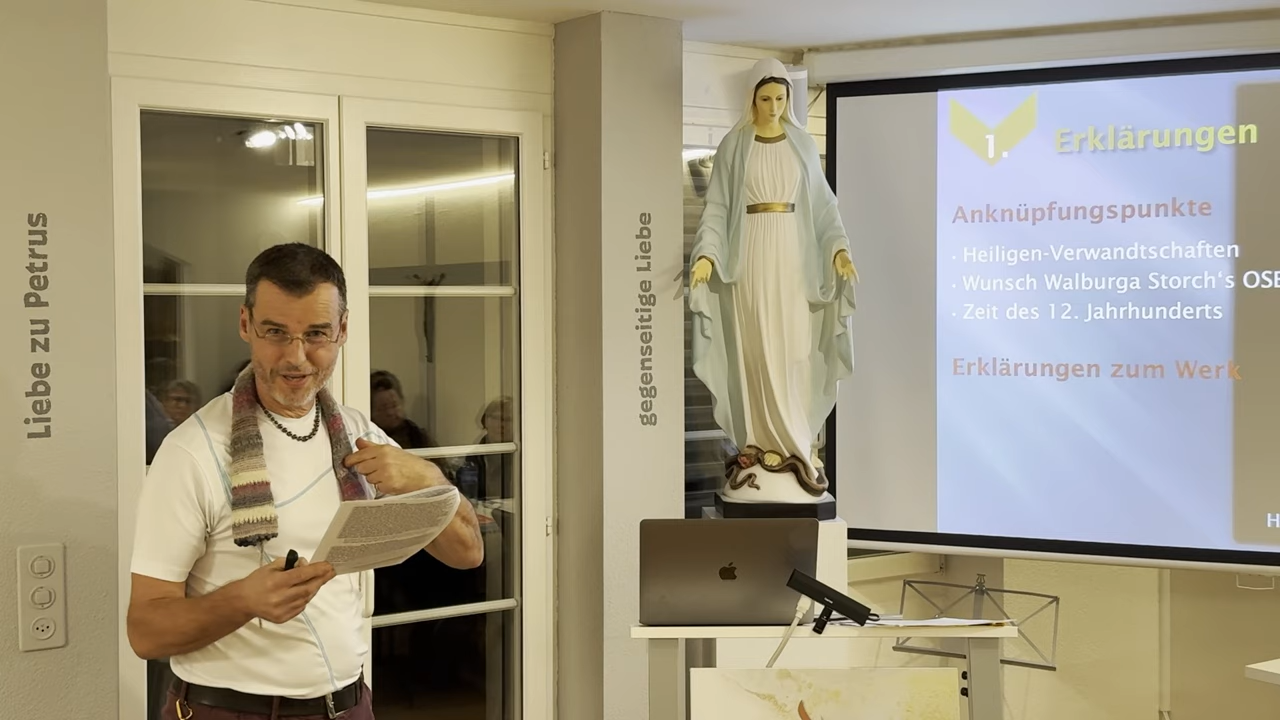 Liebe zu Petrus
gegenseitige Liebe
1. Erklärungen
Anknüpfungspunkte
· Heiligen-Verwandtschaften
· Wunsch Walburga Storch‘s OSB
· Zeit des 12. Jahrhunderts
Erklärungen zum Werk
H